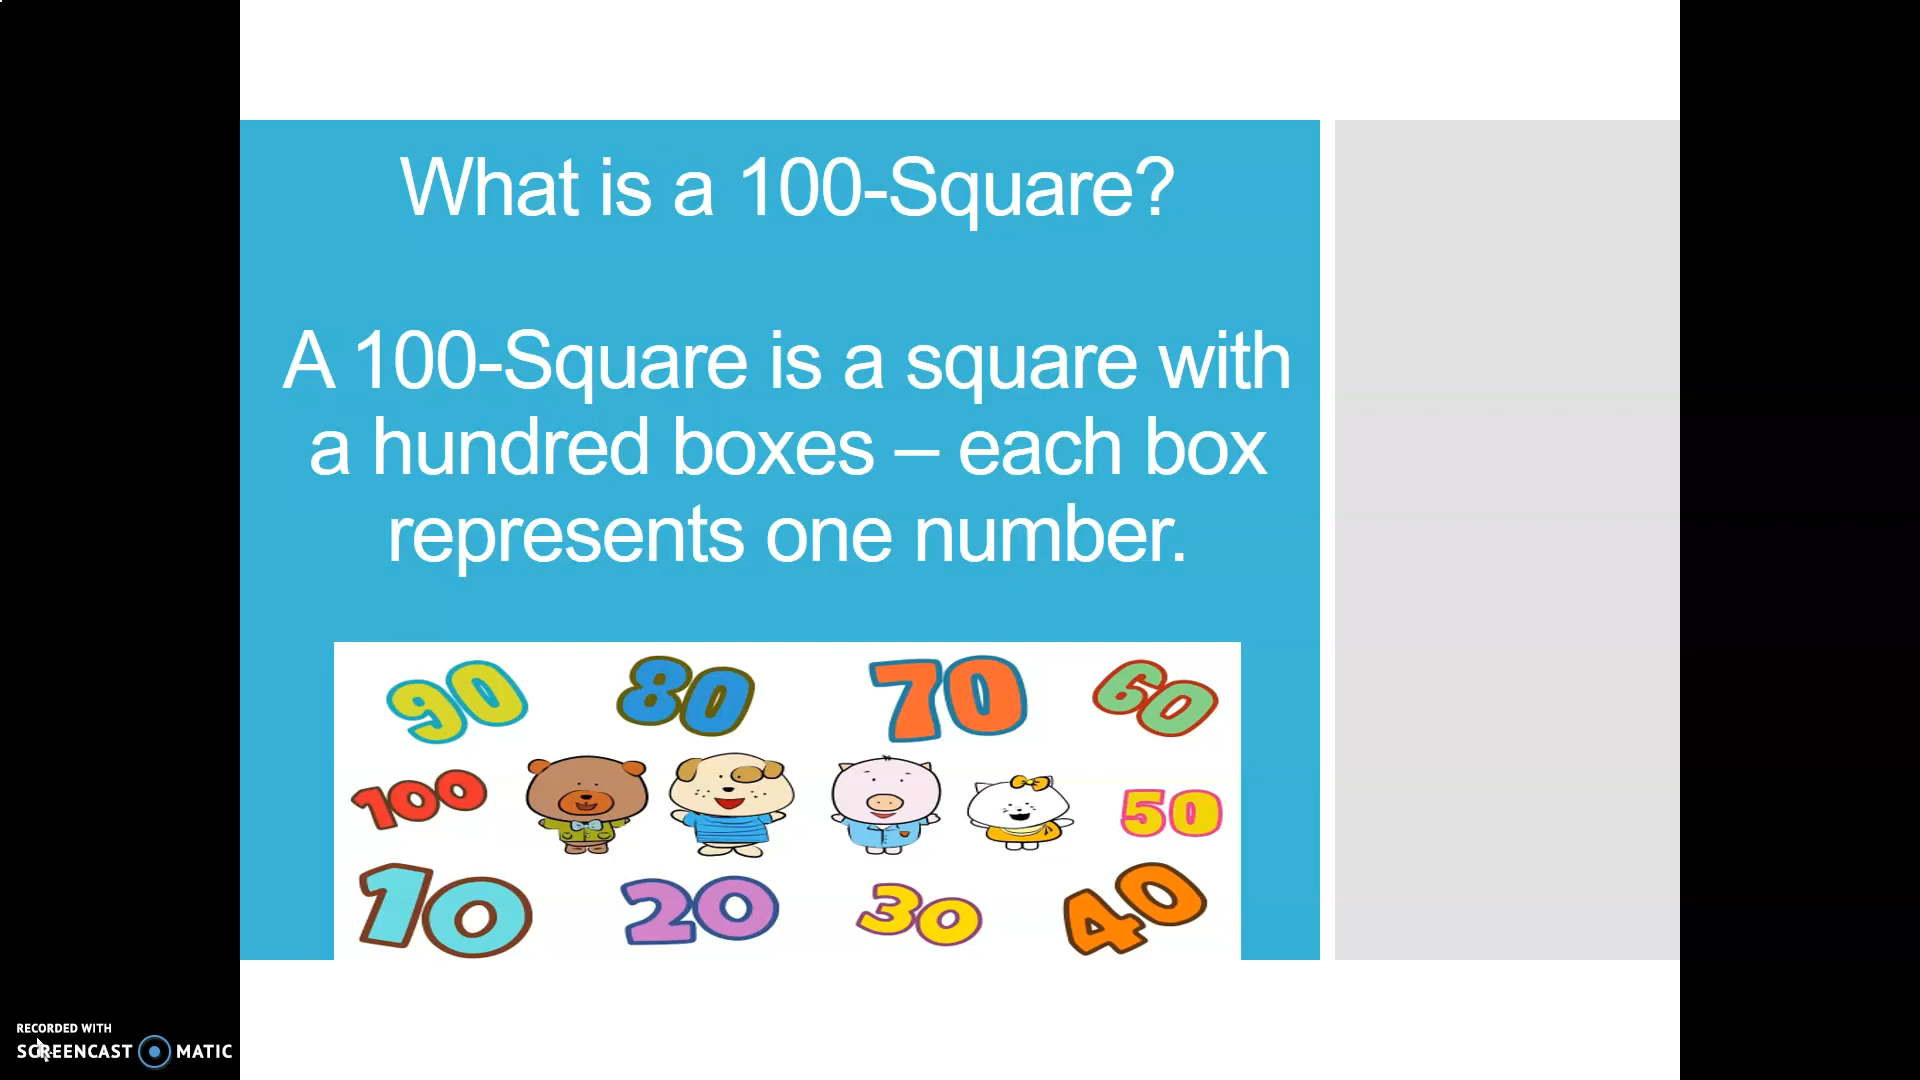 What is a 100-Square?
A 100-Square is a square with
a hundred boxes – each box
represents one number.
90 80 70 60
100 50
10 20 30 40
RECORDED WITH
SCREENCAST MATIC